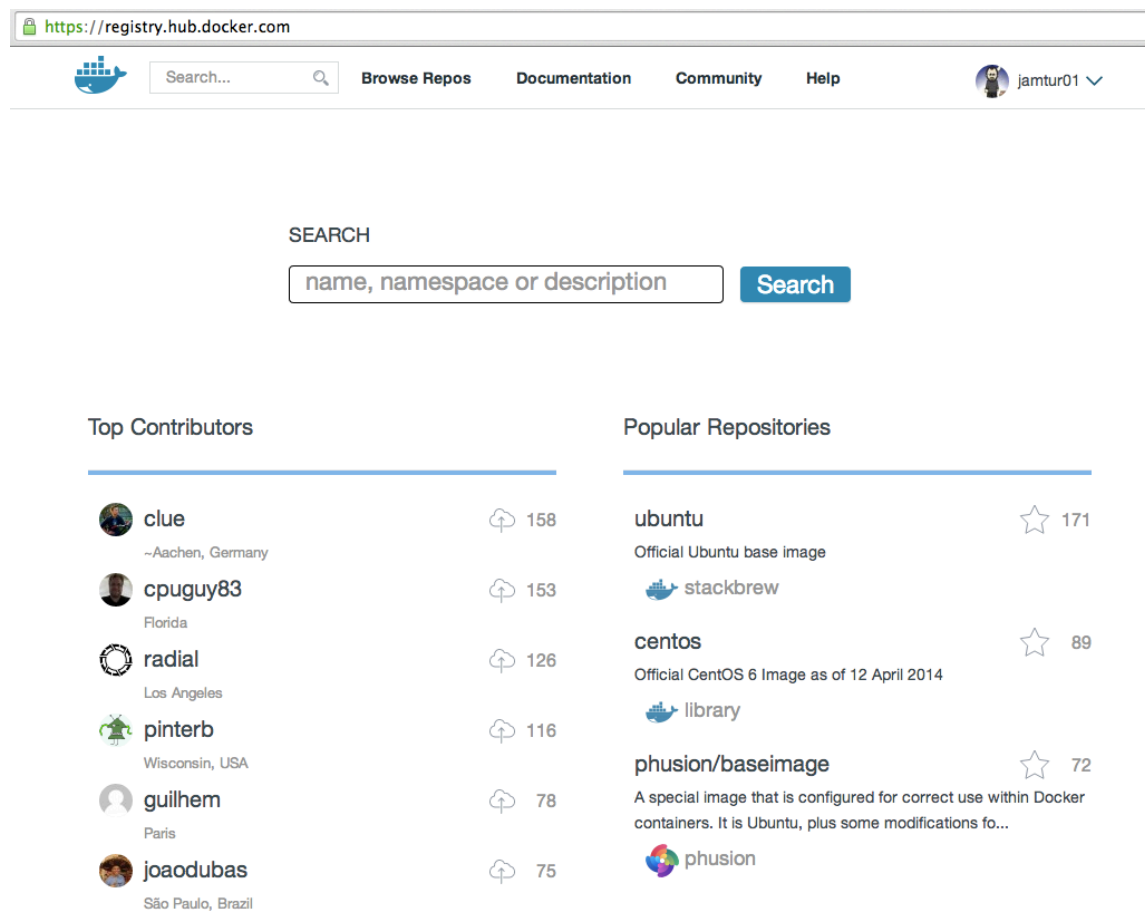 https://registry.hub.docker.com
Search... Browse Repos Documentation Community Help jamtur01
SEARCH
name, namespace or description Search
Top Contributors
clue 158
~Aachen, Germany
cpuguy83 153
Florida
radial 126
Los Angeles
pinterb 116
Wisconsin, USA
guilhem 78
Paris
joaodubas 75
São Paulo, Brazil
Popular Repositories
ubuntu 171
Official Ubuntu base image
stackbrew
centos 89
Official CentOS 6 Image as of 12 April 2014
library
phusion/baseimage 72
A special image that is configured for correct use within Docker
containers. It is Ubuntu, plus some modifications fo...
phusion